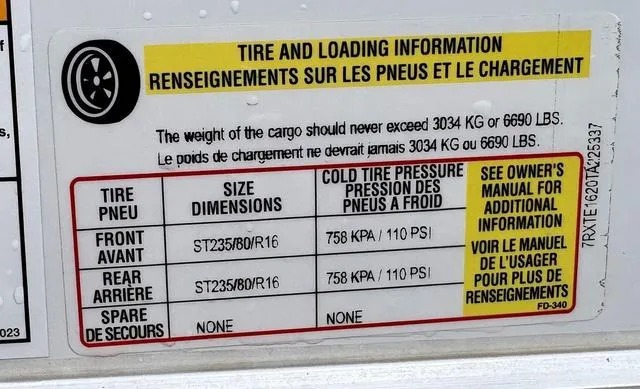 TIRE AND LOADING INFORMATION
RENSEIGNEMENTS SUR LES PNEUS ET LE CHARGEMENT
The weight of the cargo should never exceed 3034 KG or 6690 LBS.
Le poids de chargement ne devrait jamais 3034 KG ou 6690 LBS.
TIRE
PNEU
SIZE
DIMENSIONS
COLD TIRE PRESSURE
PRESSION DES
PNEUS A FROID
FRONT
AVANT
ST235/80/R16
758 KPA / 110 PSI
REAR
ARRIÈRE
ST235/80/R16
758 KPA / 110 PSI
SPARE
DE SECOURS
NONE
NONE
SEE OWNER'S
MANUAL FOR
ADDITIONAL
INFORMATION
VOIR LE MANUEL
DE L'USAGER
POUR PLUS DE
RENSEIGNEMENTS
FD-340
7RXTE1620TA225337
023